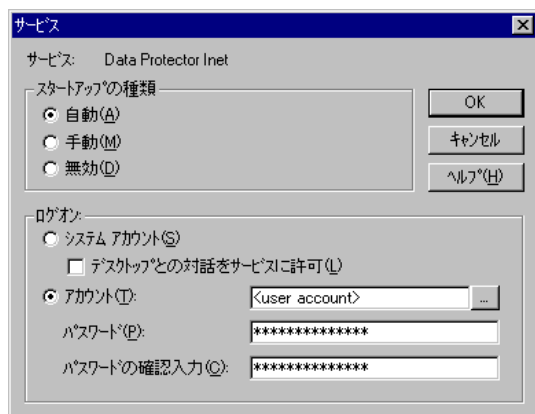 サービス
サービス: Data Protector Inet
スタートアップの種類
自動(A)
手動(M)
無効(D)
OK
キャンセル
ヘルプ(H)
ログオン:
システム アカウント(S)
デスクトップとの対話をサービスに許可(L)
アカウント(T): <user account> ...
パスワード(P): **************
パスワードの確認入力(C): **************